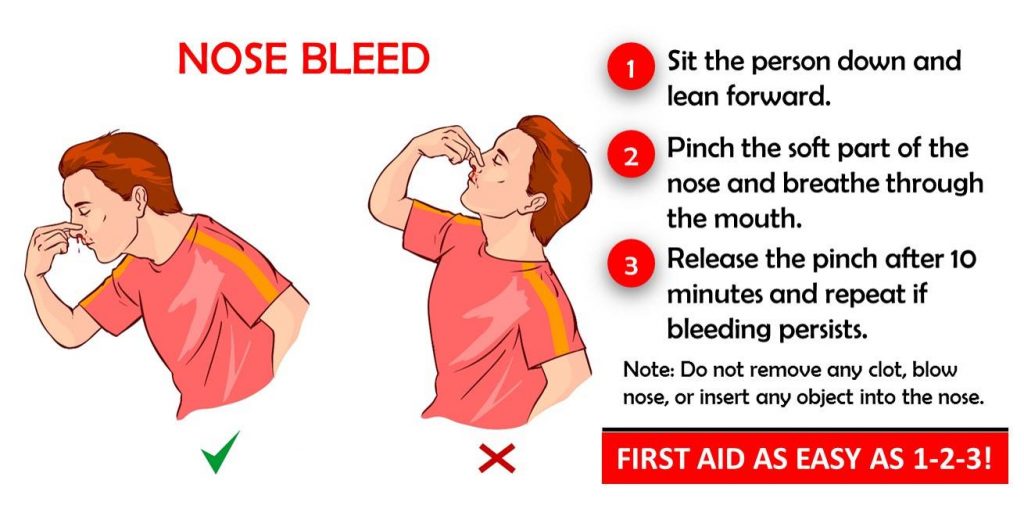 NOSE BLEED
1 Sit the person down and
lean forward.
2 Pinch the soft part of the
nose and breathe through
the mouth.
3 Release the pinch after 10
minutes and repeat if
bleeding persists.
Note: Do not remove any clot, blow
nose, or insert any object into the nose.
FIRST AID AS EASY AS 1-2-3!